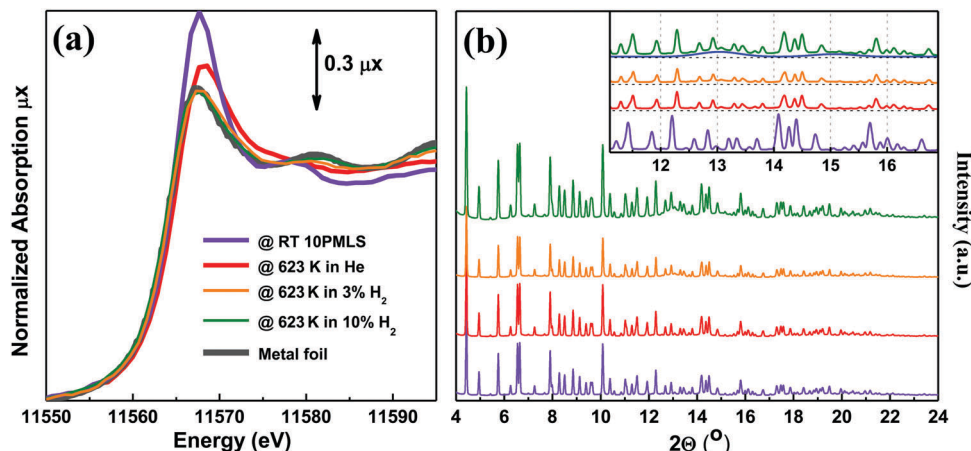 (a)
0.3 μx
Normalized Absorption μx
@ RT 10PMLS
@ 623 K in He
@ 623 K in 3% H₂
@ 623 K in 10% H₂
Metal foil
11550 11560 11570 11580 11590
Energy (eV)
(b)
12 13 14 15 16
Intensity (a.u.)
4 6 8 10 12 14 16 18 20 22 24
2Θ (°)